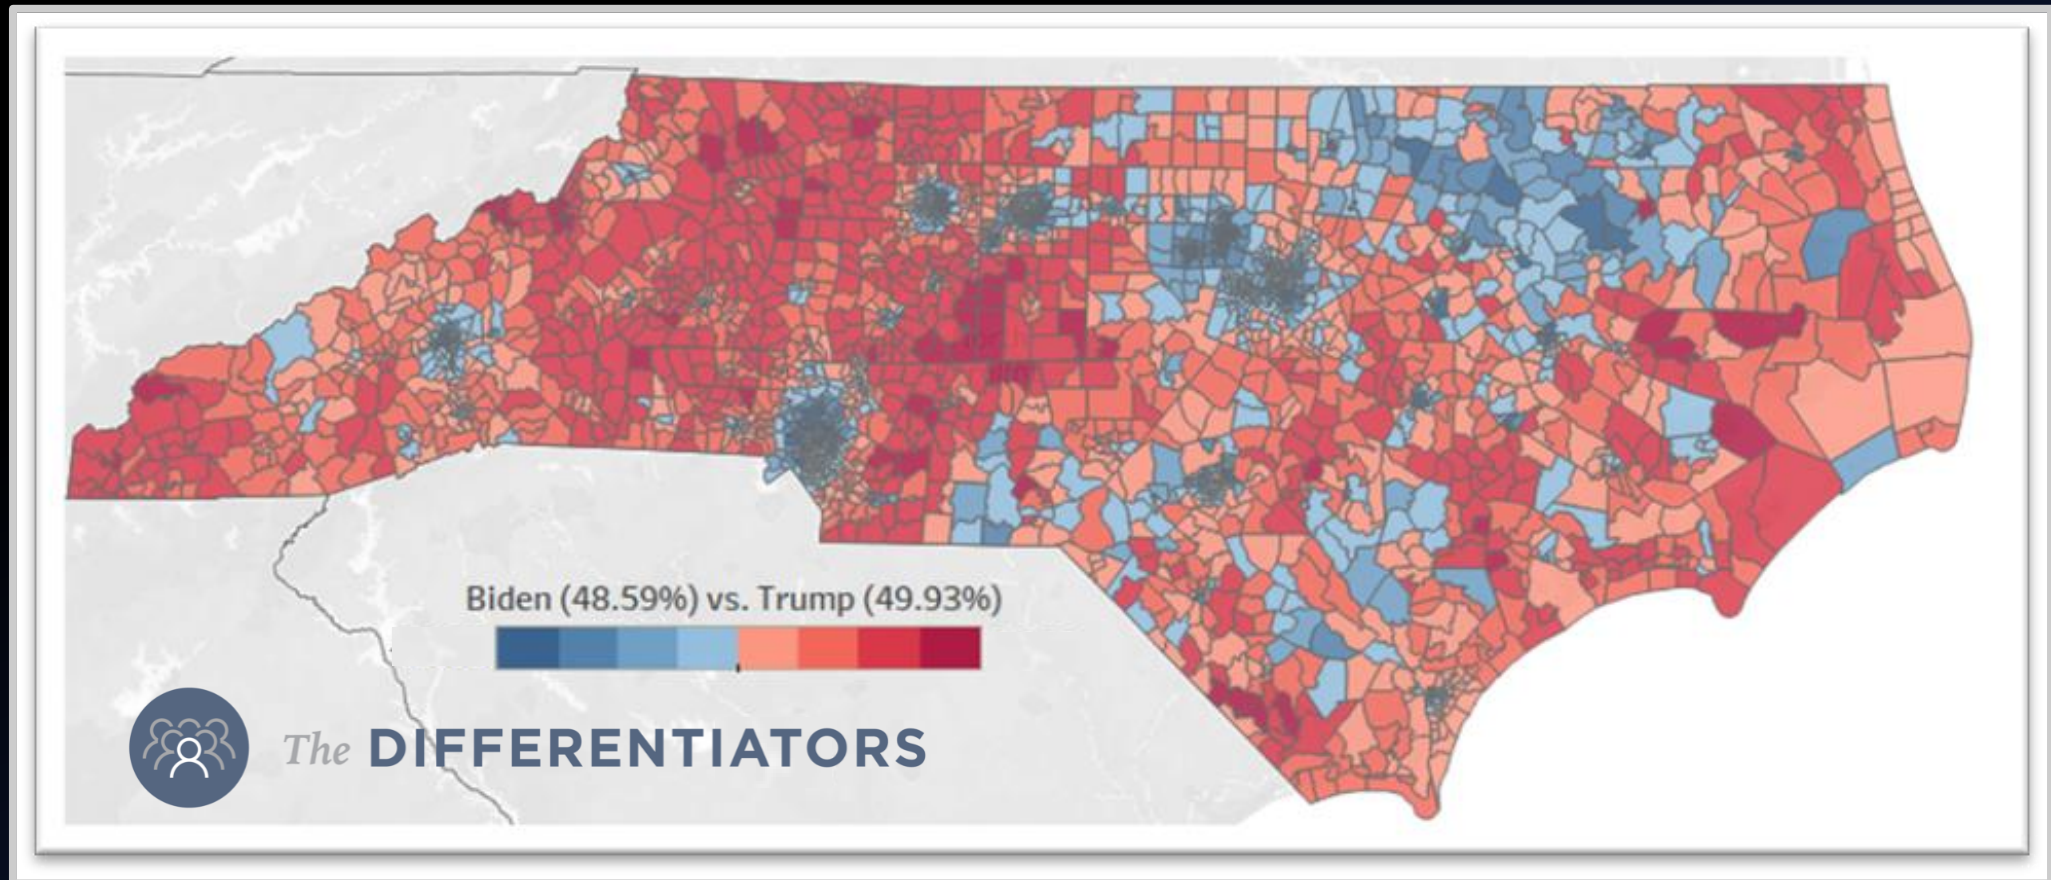 Biden (48.59%) vs. Trump (49.93%)
The DIFFERENTIATORS